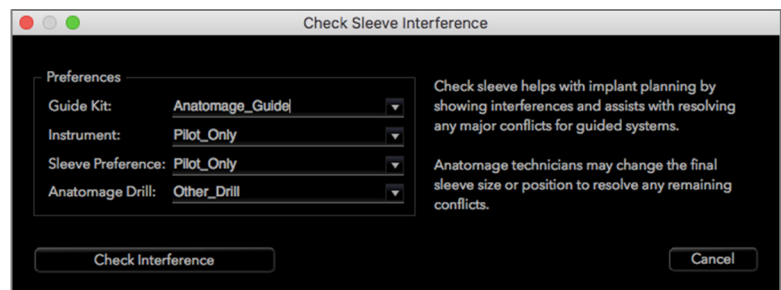 Check Sleeve Interference
Preferences
Guide Kit: Anatomage_Guide
Instrument: Pilot_Only
Sleeve Preference: Pilot_Only
Anatomage Drill: Other_Drill
Check sleeve helps with implant planning by
showing interferences and assists with resolving
any major conflicts for guided systems.
Anatomage technicians may change the final
sleeve size or position to resolve any remaining
conflicts.
Check Interference
Cancel